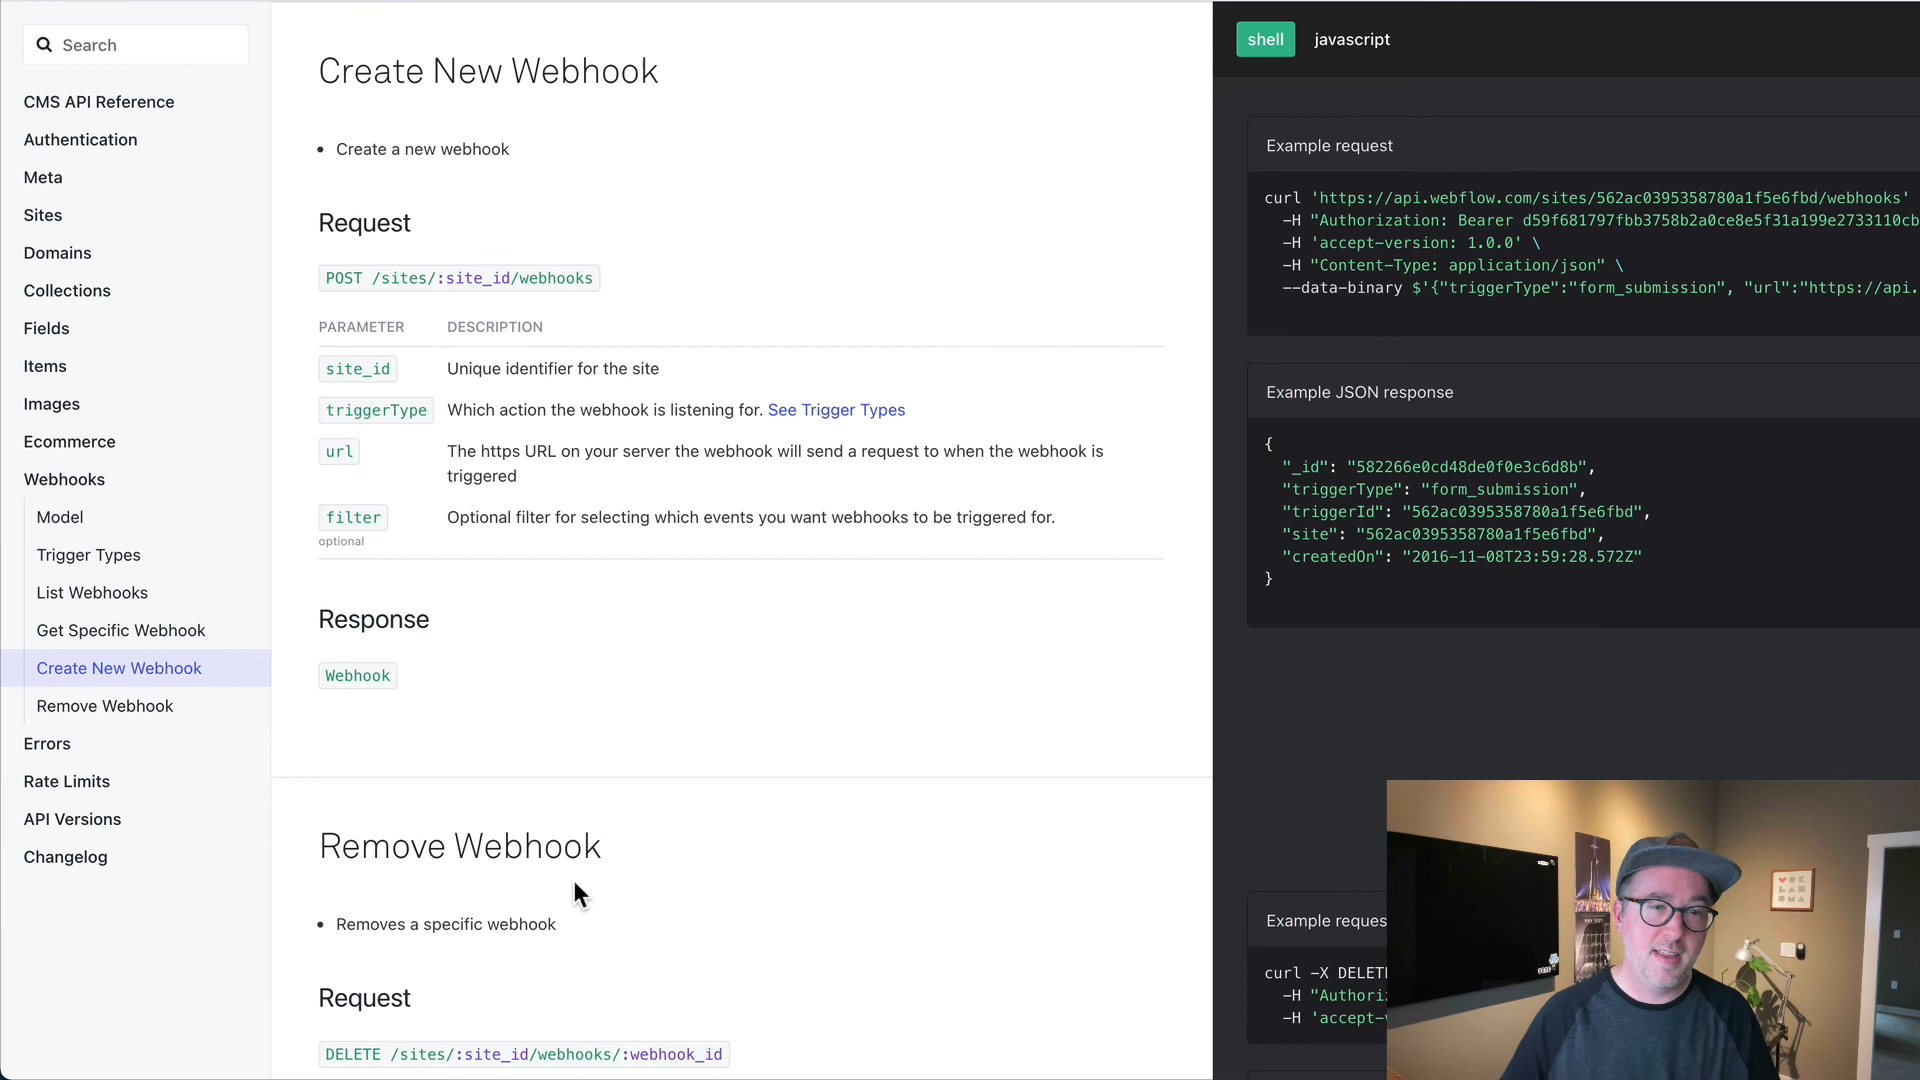 Search
CMS API Reference
Authentication
Meta
Sites
Domains
Collections
Fields
Items
Images
Ecommerce
Webhooks
Model
Trigger Types
List Webhooks
Get Specific Webhook
Create New Webhook
Remove Webhook
Errors
Rate Limits
API Versions
Changelog
Create New Webhook
Create a new webhook
Request
POST /sites/:site_id/webhooks
PARAMETER DESCRIPTION
site_id Unique identifier for the site
triggerType Which action the webhook is listening for. See Trigger Types
url The https URL on your server the webhook will send a request to when the webhook is
triggered
filter Optional filter for selecting which events you want webhooks to be triggered for.
optional
Response
Webhook
Remove Webhook
Removes a specific webhook
Request
DELETE /sites/:site_id/webhooks/:webhook_id
shell javascript
Example request
curl 'https://api.webflow.com/sites/562ac0395358780a1f5e6fbd/webhooks'
-H "Authorization: Bearer d59f681797fbb3758b2a0ce8e5f31a199e2733110cb
-H 'accept-version: 1.0.0' \
-H "Content-Type: application/json" \
--data-binary $'{"triggerType":"form_submission", "url":"https://api.
Example JSON response
{
"_id": "582266e0cd48de0f0e3c6d8b",
"triggerType": "form_submission",
"triggerId": "562ac0395358780a1f5e6fbd",
"site": "562ac0395358780a1f5e6fbd",
"createdOn": "2016-11-08T23:59:28.572Z"
}
Example reques
curl -X DELET
-H "Authori
-H 'accept-